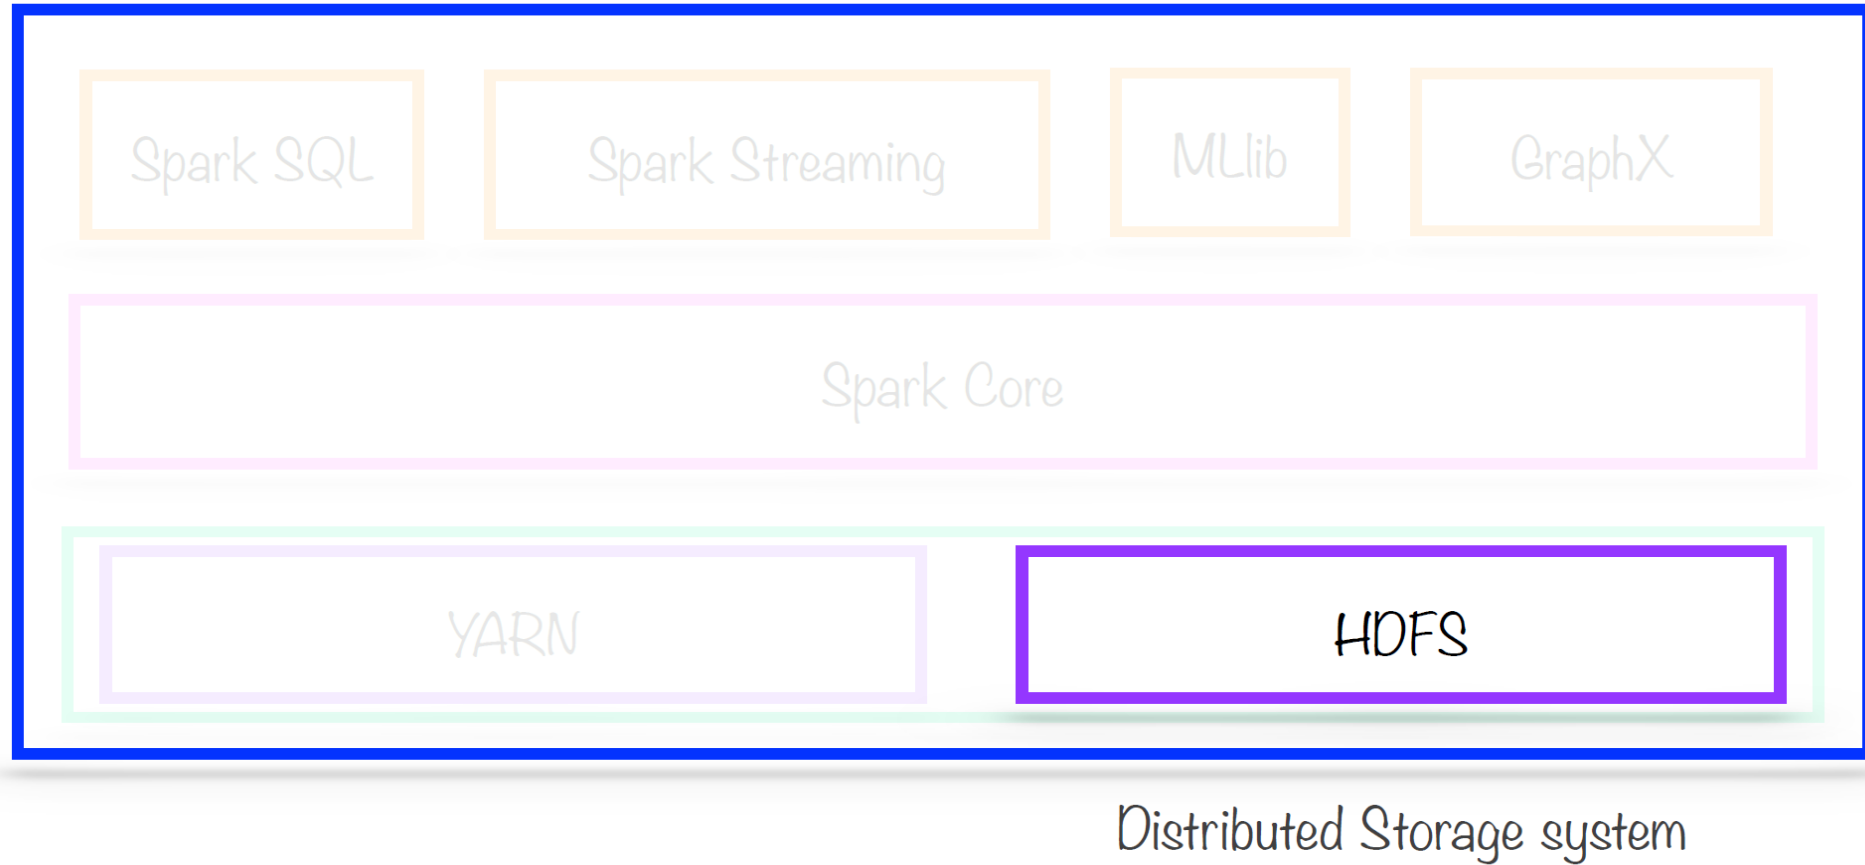 Spark SQL
Spark Streaming
MLlib
GraphX
Spark Core
YARN
HDFS
Distributed Storage system